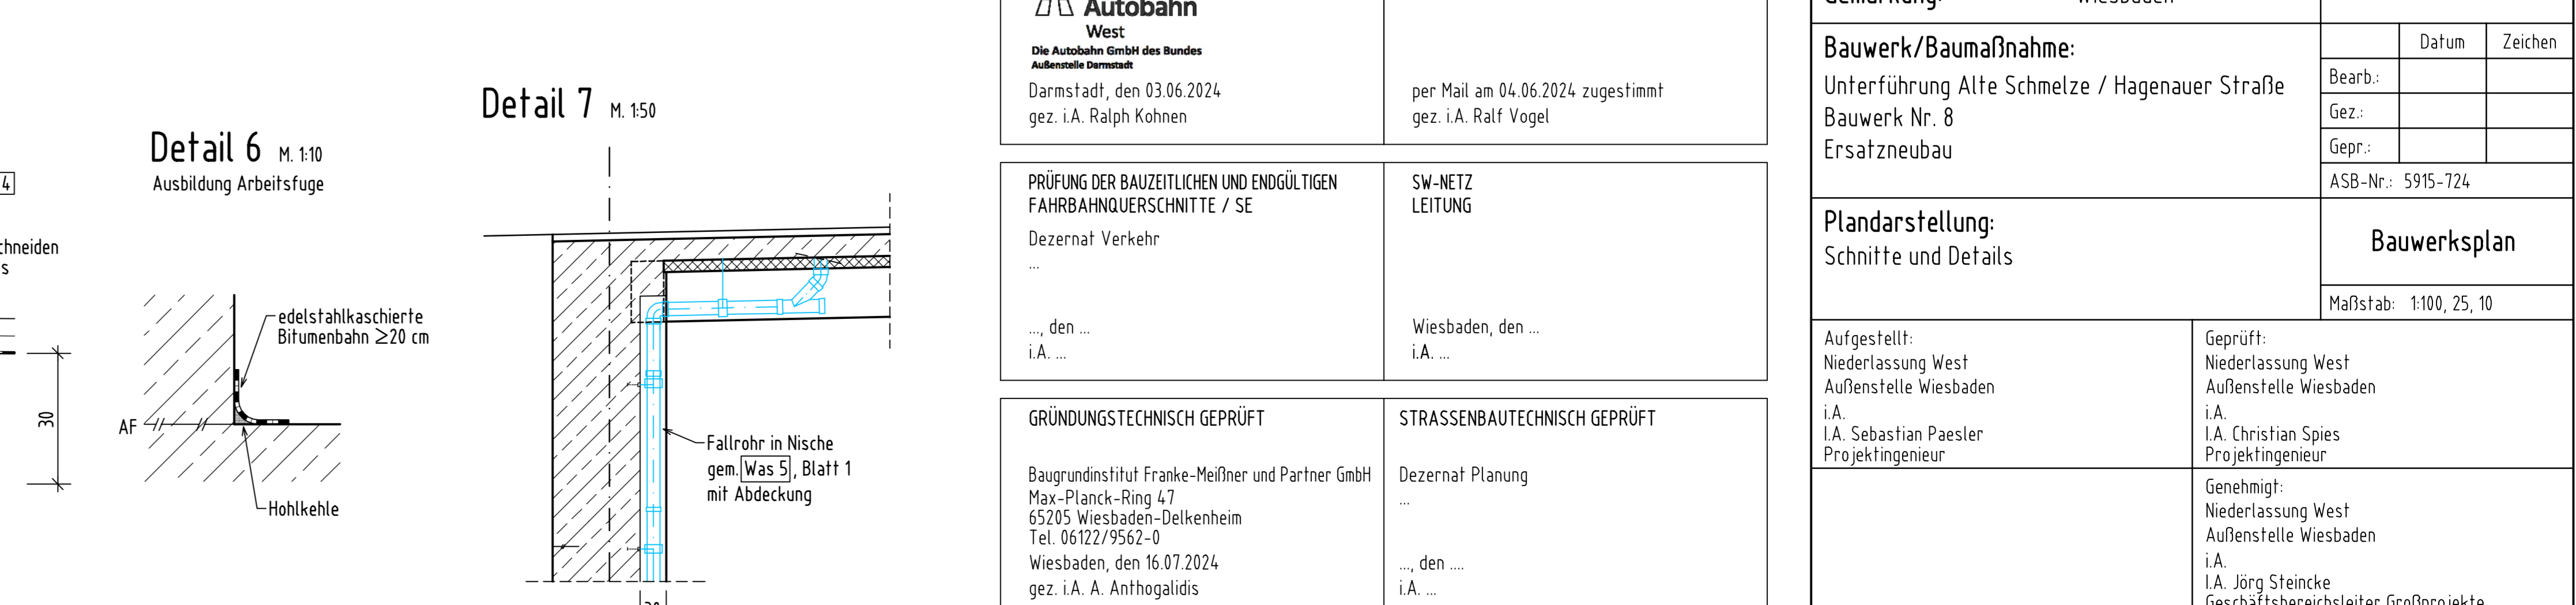 4
chneiden
s
30
Detail 6 M. 1:10
Ausbildung Arbeitsfuge
edelstahlkaschierte
Bitumenbahn ≥20 cm
AF
Hohlkehle
Detail 7 M. 1:50
Fallrohr in Nische
gem. Was 5, Blatt 1
mit Abdeckung
Autobahn
West
Die Autobahn GmbH des Bundes
Außenstelle Darmstadt
Darmstadt, den 03.06.2024
gez. i.A. Ralph Kohnen
per Mail am 04.06.2024 zugestimmt
gez. i.A. Ralf Vogel
PRÜFUNG DER BAUZEITLICHEN UND ENDGÜLTIGEN
FAHRBAHNQUERSCHNITTE / SE
Dezernat Verkehr
...
..., den ...
i.A. ...
SW-NETZ
LEITUNG
Wiesbaden, den ...
i.A. ...
GRÜNDUNGSTECHNISCH GEPRÜFT
Baugrundinstitut Franke-Meißner und Partner GmbH
Max-Planck-Ring 47
65205 Wiesbaden-Delkenheim
Tel. 06122/9562-0
Wiesbaden, den 16.07.2024
gez. i.A. A. Anthogalidis
STRASSENBAUTECHNISCH GEPRÜFT
Dezernat Planung
...
..., den ....
i.A. ...
Gemarkung: Wiesbaden
Bauwerk/Baumaßnahme:
Unterführung Alte Schmelze / Hagenauer Straße
Bauwerk Nr. 8
Ersatzneubau
Datum Zeichen
Bearb.:
Gez.:
Gepr.:
ASB-Nr.: 5915-724
Plandarstellung:
Schnitte und Details
Bauwerksplan
Maßstab: 1:100, 25, 10
Aufgestellt:
Niederlassung West
Außenstelle Wiesbaden
i.A.
I.A. Sebastian Paesler
Projektingenieur
Geprüft:
Niederlassung West
Außenstelle Wiesbaden
i.A.
I.A. Christian Spies
Projektingenieur
Genehmigt:
Niederlassung West
Außenstelle Wiesbaden
i.A.
I.A. Jörg Steincke
Geschäftsbereichsleiter Großprojekte